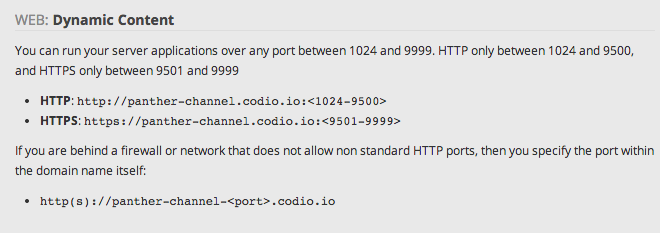 WEB: Dynamic Content
You can run your server applications over any port between 1024 and 9999. HTTP only between 1024 and 9500,
and HTTPS only between 9501 and 9999
• HTTP: http://panther-channel.codio.io:<1024-9500>
• HTTPS: https://panther-channel.codio.io:<9501-9999>
If you are behind a firewall or network that does not allow non standard HTTP ports, then you specify the port within
the domain name itself:
• http(s)://panther-channel-<port>.codio.io